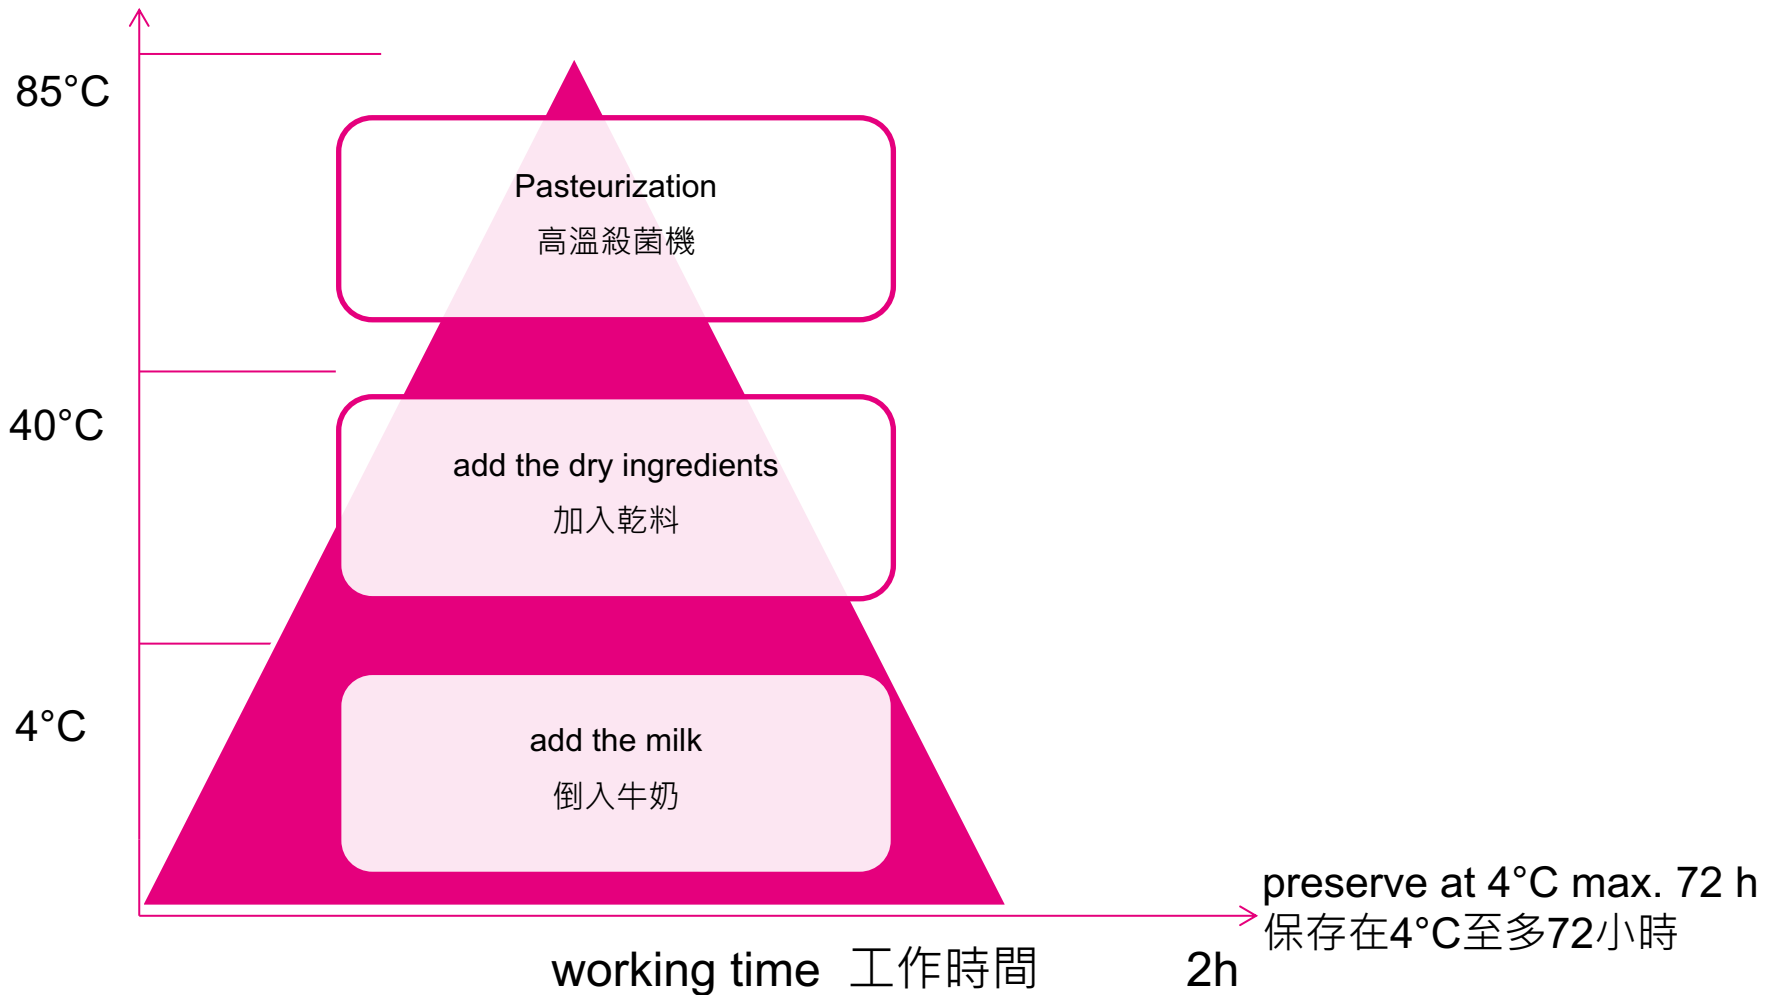 85°C
Pasteurization
高溫殺菌機
40°C
add the dry ingredients
加入乾料
4°C
add the milk
倒入牛奶
preserve at 4°C max. 72 h
保存在4°C至多72小時
working time 工作時間 2h